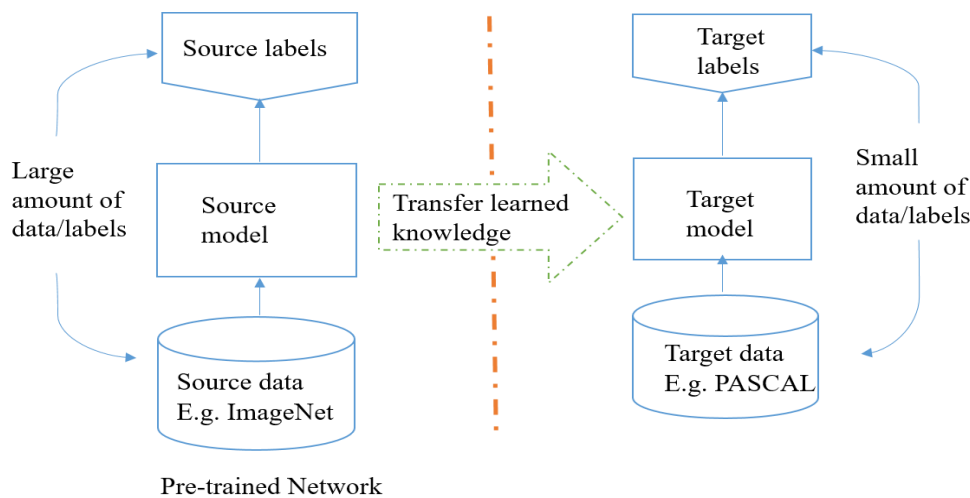 Source labels
Large
amount of
data/labels
Source
model
Source data
E.g. ImageNet
Pre-trained Network
Transfer learned
knowledge
Target
labels
Target
model
Small
amount of
data/labels
Target data
E.g. PASCAL